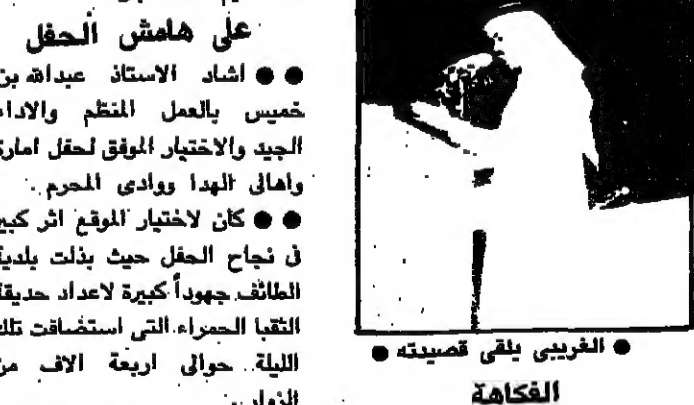 ● الغريبى يلقى قصيدته ●
الفكاهة
على هامش الحفل
● ● اشاد الاستاذ عبدالله بن
خميس بالعمل المنظم والاداء
الجيد والاختيار الموفق لحفل امارة
واهالى الهدا ووادى المحرم .
● ● كان لاختيار الموقع اثر كبير
فى نجاح الحفل حيث بذلت بلدية
الطائف جهوداً كبيرة لاعداد حديقة
الثقبا الحمراء التى استضافت تلك
الليلة حوالى اربعة الاف من
الزوار .